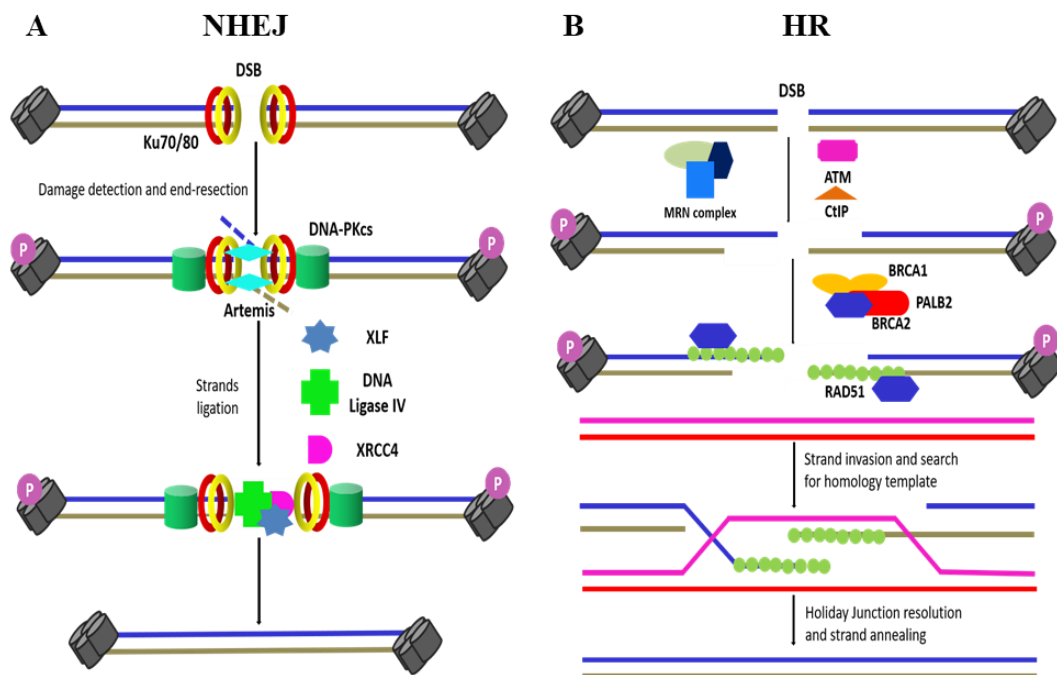 A
NHEJ
DSB
Ku70/80
Damage detection and end-resection
DNA-PKcs
P
P
Artemis
XLF
Strands
ligation
DNA
Ligase IV
XRCC4
P
P
B
HR
DSB
MRN complex
ATM
CtIP
P
P
BRCA1
PALB2
BRCA2
P
P
RAD51
Strand invasion and search
for homology template
Holiday Junction resolution
and strand annealing